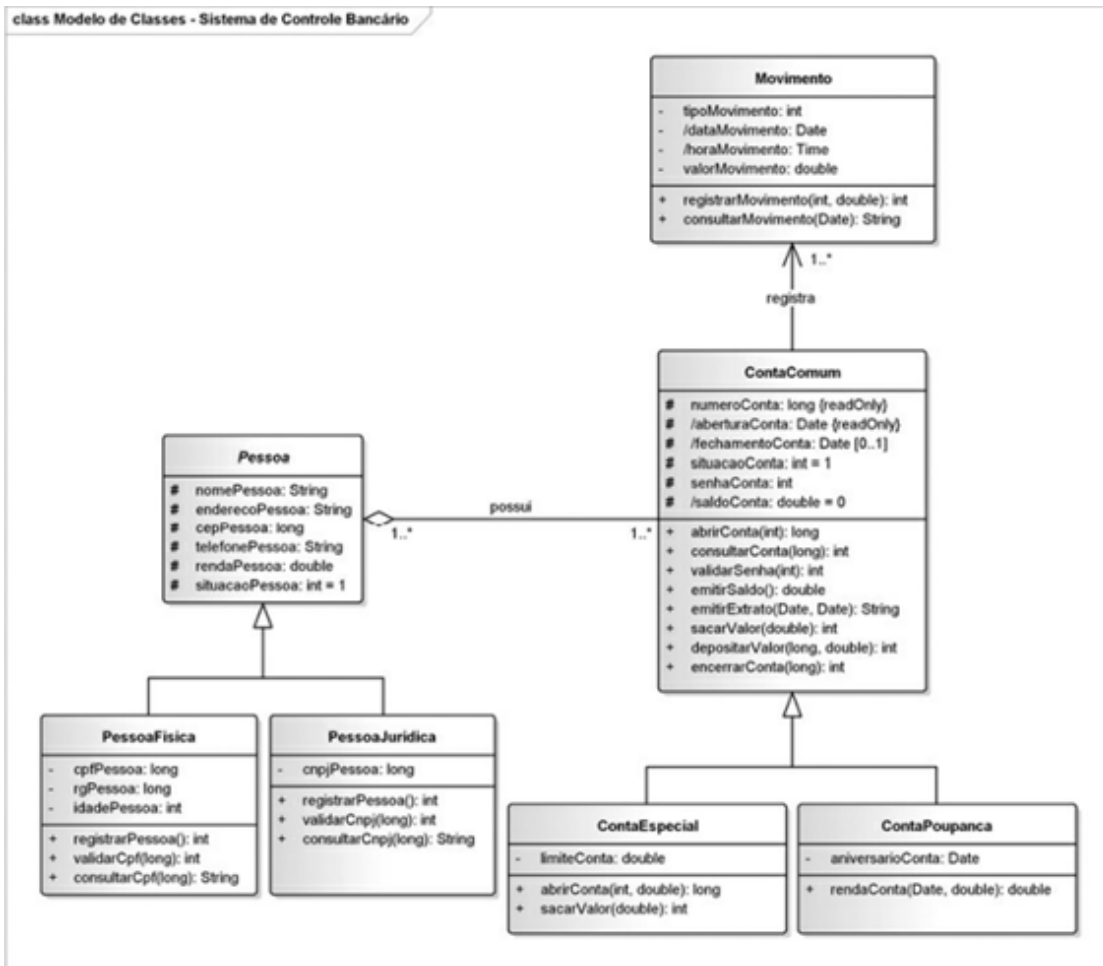 class Modelo de Classes - Sistema de Controle Bancário
Movimento
- tipoMovimento: int
- /dataMovimento: Date
- /horaMovimento: Time
- valorMovimento: double
+ registrarMovimento(int, double): int
+ consultarMovimento(Date): String
1..*
registra
ContaComum
# numeroConta: long {readOnly}
# /aberturaConta: Date {readOnly}
# /fechamentoConta: Date [0..1]
# situacaoConta: int = 1
# senhaConta: int
# /saldoConta: double = 0
+ abrirConta(int): long
+ consultarConta(long): int
+ validarSenha(int): int
+ emitirSaldo(): double
+ emitirExtrato(Date, Date): String
+ sacarValor(double): int
+ depositarValor(long, double): int
+ encerrarConta(long): int
Pessoa
# nomePessoa: String
# enderecoPessoa: String
# cepPessoa: long
# telefonePessoa: String
# rendaPessoa: double
# situacaoPessoa: int = 1
possui
1..*
1..*
PessoaFisica
- cpfPessoa: long
- rgPessoa: long
- idadePessoa: int
+ registrarPessoa(): int
+ validarCpf(long): int
+ consultarCpf(long): String
PessoaJuridica
- cnpjPessoa: long
+ registrarPessoa(): int
+ validarCnpj(long): int
+ consultarCnpj(long): String
ContaEspecial
- limiteConta: double
+ abrirConta(int, double): long
+ sacarValor(double): int
ContaPoupanca
- aniversarioConta: Date
+ rendaConta(Date, double): double